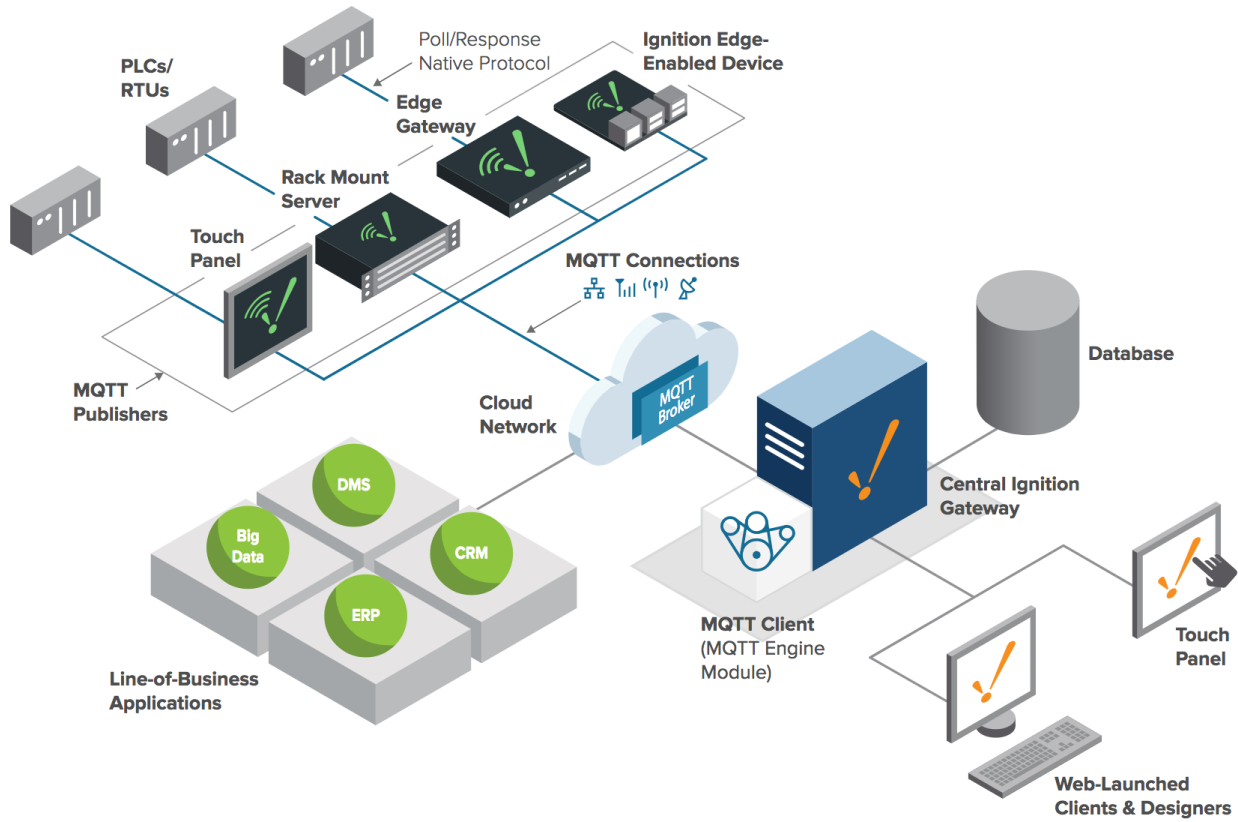 Poll/Response
Native Protocol
Ignition Edge-
Enabled Device
PLCs/
RTUs
Edge
Gateway
Rack Mount
Server
Touch
Panel
MQTT Connections
MQTT
Publishers
Cloud
Network
MQTT
Broker
Database
Central Ignition
Gateway
DMS
Big
Data
CRM
ERP
Line-of-Business
Applications
MQTT Client
(MQTT Engine
Module)
Touch
Panel
Web-Launched
Clients & Designers